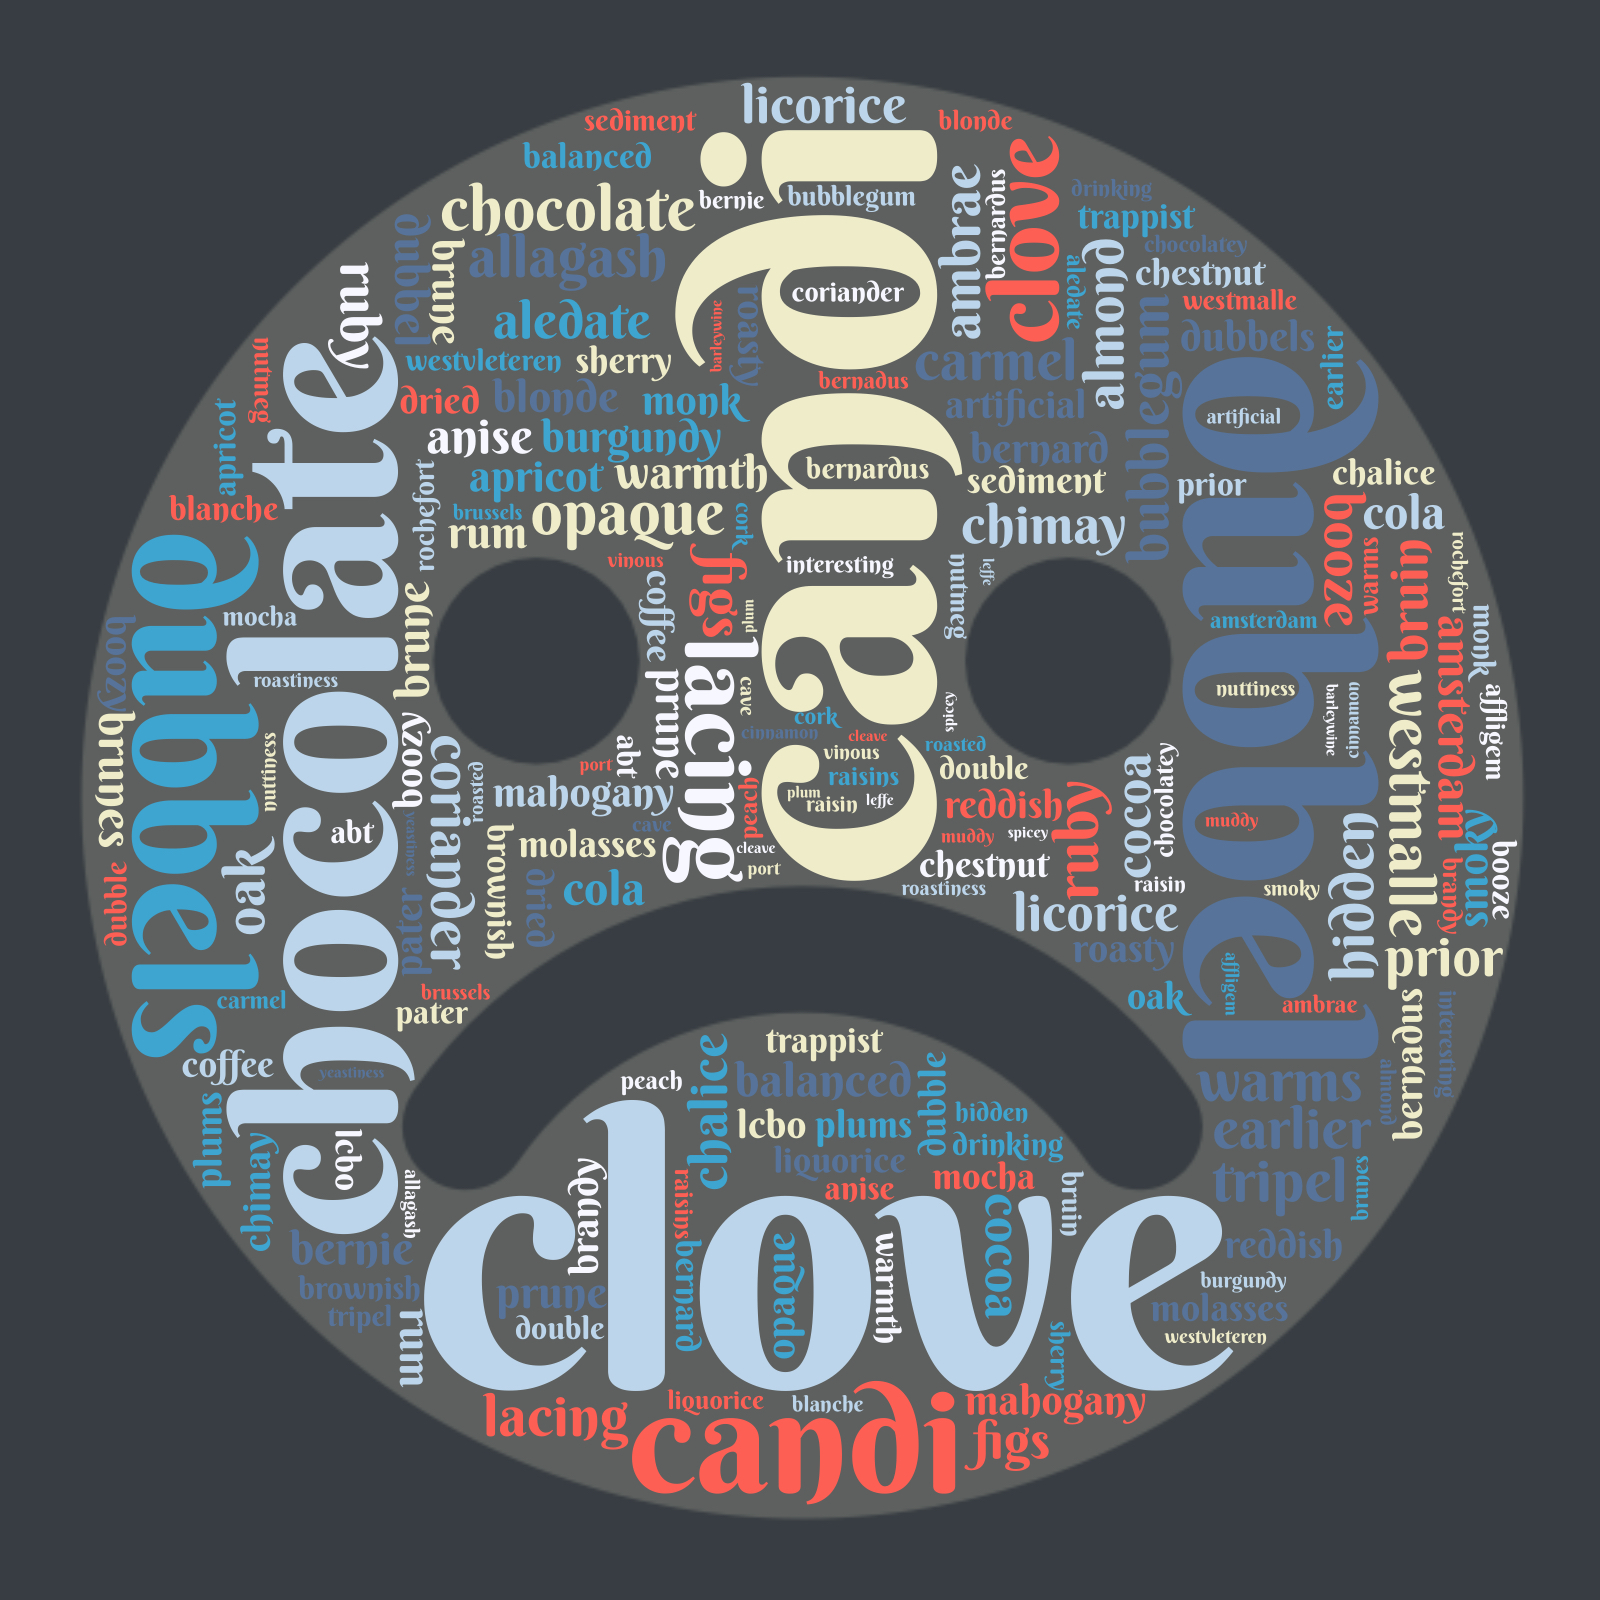 licorice
sediment
blonde
balanced
candi
clove
chocolate
bernie
bubblegum
ambrae
bernardus
drinking
trappist
dubbel
brune
allagash
chocolatey
almond
aledate
chestnut
ruby
coriander
roasty
barleywine
westmalle
aledate
bubblegum
dubbels
earlier
nutmeg
chocolate
westvleteren
sherry
carmel
dubbel
dried
blonde
monk
bernadus
artificial
artificial
apricot
anise
burgundy
bernard
rochefort
apricot
warmth
bernardus
sediment
prior
chalice
blanche
brussels
opaque
cork
chimay
booze
cola
rum
dubbels
vinous
figs
interesting
nutmeg
leffe
warms
bruin
rochefort
coffee
plum
boozy
mocha
brune
amsterdam
monk
amsterdam
lacing
roastiness
prune
cave
nuttiness
barleywine
cinnamon
affligem
westmalle
brunes
boozy
spicey
cork
cinnamon
cleave
nuttiness
coriander
abt
vinous
roasted
roasted
port
double
cocoa
chocolatey
raisins
mahogany
peach
plum
raisin
leffe
reddish
ruby
abt
yeastiness
cave
muddy
spicey
muddy
hidden
smoky
brownish
molasses
cleave
oak
chestnut
booze
dubble
pater
dried
cola
port
roastiness
raisin
smoky
brandy
licorice
roasty
prior
affligem
carmel
brussels
oak
ambrae
bernadus
interesting
pater
trappist
chalice
coffee
yeastiness
peach
balanced
dubble
warms
almond
plums
lcbo
plums
hidden
earlier
chimay
lcbo
drinking
liquorice
allagash
brandy
raisins
anise
mocha
bruin
tripel
brunes
clove
cocoa
bernie
opaque
warmth
reddish
bernard
brownish
prune
burgundy
tripel
double
molasses
rum
sherry
westvleteren
lacing
liquorice
blanche
mahogany
candi
figs